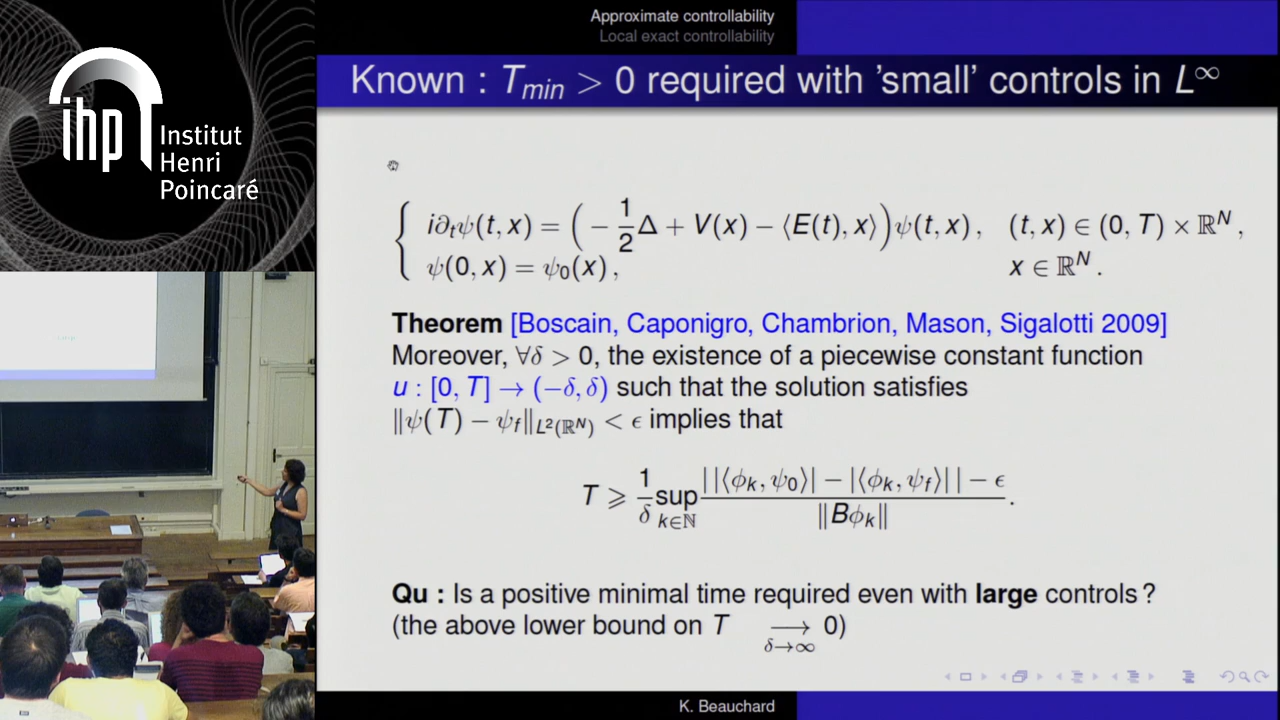 ihp
Institut
Henri
Poincaré
Approximate controllability
Local exact controllability
Known : T_min > 0 required with 'small' controls in L^∞
{ i∂_tψ(t, x) = ( − 1/2 Δ + V(x) − ⟨E(t), x⟩ ) ψ(t, x) , (t, x) ∈ (0, T) × ℝ^N ,
ψ(0, x) = ψ_0(x) , x ∈ ℝ^N .
Theorem [Boscain, Caponigro, Chambrion, Mason, Sigalotti 2009]
Moreover, ∀δ > 0, the existence of a piecewise constant function
u : [0, T] → (−δ, δ) such that the solution satisfies
‖ψ(T) − ψ_f‖_{L²(ℝ^N)} < ϵ implies that
T ⩾ 1/δ sup_{k∈ℕ} ( | |⟨ϕ_k, ψ_0⟩| − |⟨ϕ_k, ψ_f⟩| | − ϵ ) / ‖Bϕ_k‖ .
Qu : Is a positive minimal time required even with large controls ?
(the above lower bound on T ⟶_{δ→∞} 0)
K. Beauchard